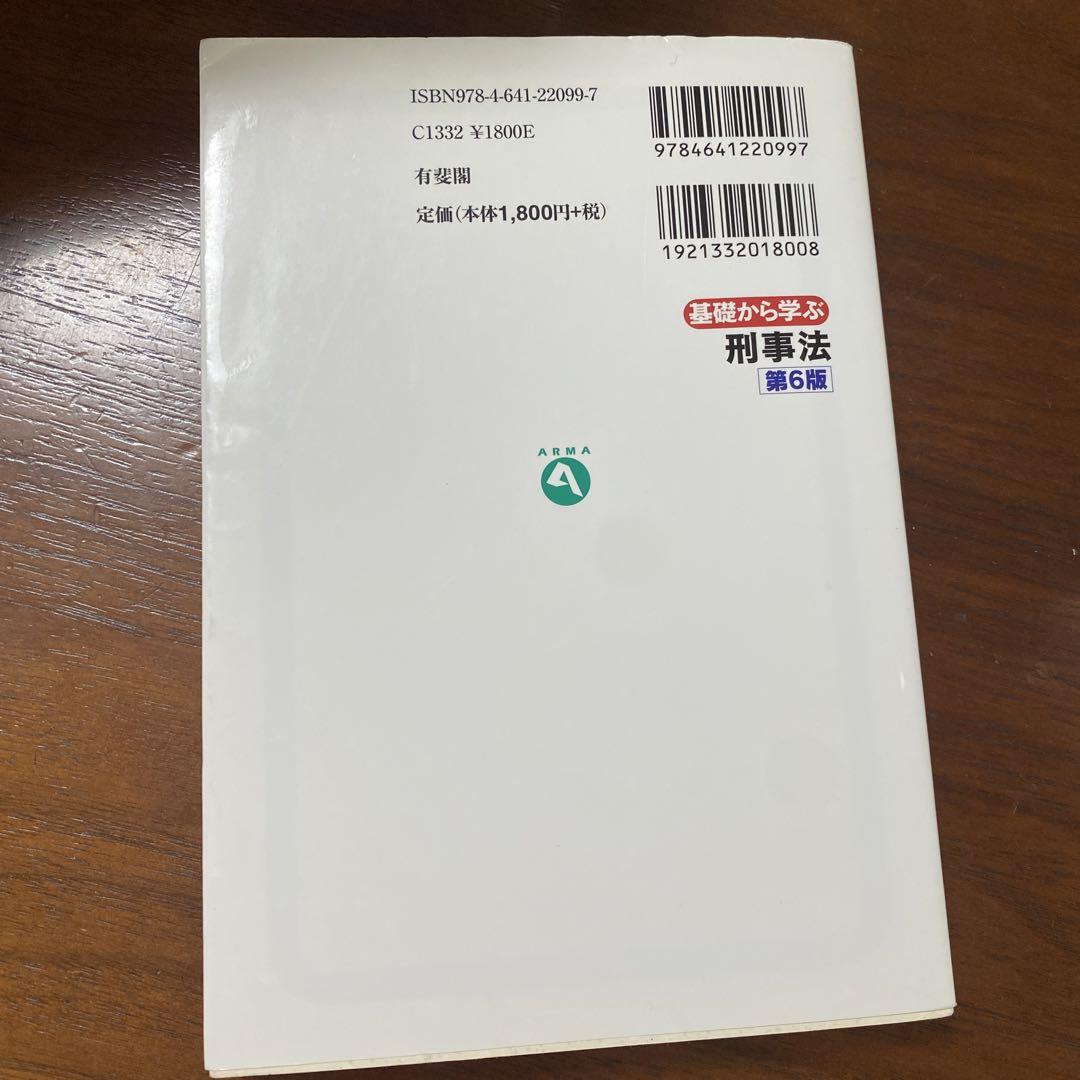 ISBN978-4-641-22099-7
C1332 ¥1800E
有斐閣
定価(本体1,800円+税)
9784641220997
1921332018008
基礎から学ぶ
刑事法
第6版
ARMA